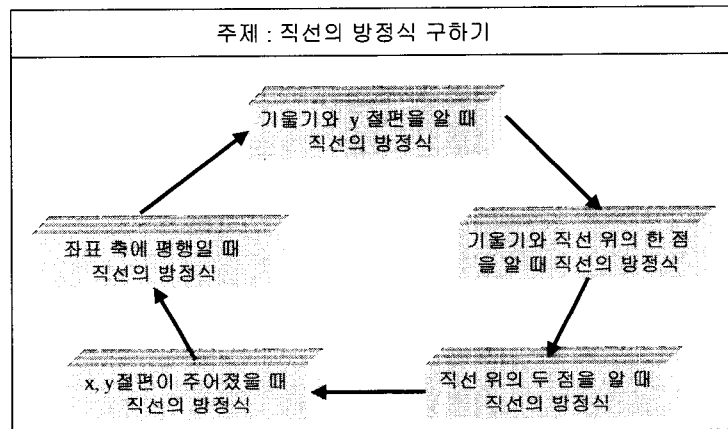 주제 : 직선의 방정식 구하기
기울기와 y 절편을 알 때
직선의 방정식
기울기와 직선 위의 한 점
을 알 때 직선의 방정식
직선 위의 두 점을 알 때
직선의 방정식
x, y절편이 주어졌을 때
직선의 방정식
좌표 축에 평행일 때
직선의 방정식